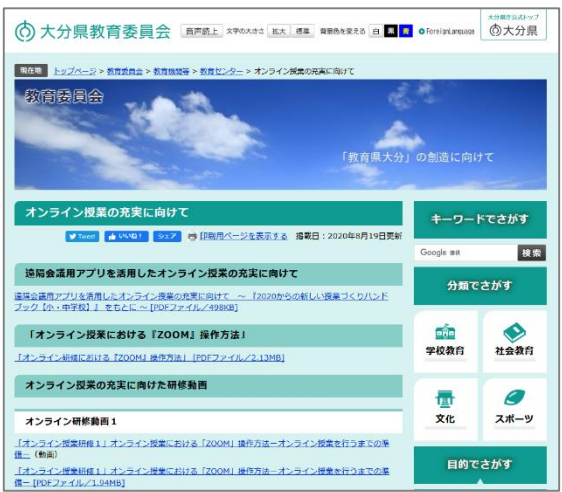 大分県教育委員会
音声読上
文字の大きさ 拡大 標準 背景色を変える 白 黒 青
ForeignLanguage
大分県庁公式トップ
大分県
現在地 トップページ > 教育委員会 > 教育機関等 > 教育センター > オンライン授業の充実に向けて
教育委員会
「教育県大分」の創造に向けて
オンライン授業の充実に向けて
Tweet いいね! シェア 印刷用ページを表示する 掲載日:2020年8月19日更新
遠隔会議用アプリを活用したオンライン授業の充実に向けて
遠隔会議用アプリを活用したオンライン授業の充実に向けて ~『2020からの新しい授業づくりハンド
ブック【小・中学校】』をもとに~ [PDFファイル/498KB]
「オンライン授業における『ZOOM』操作方法」
「オンライン研修における『ZOOM』操作方法」 [PDFファイル/2.13MB]
オンライン授業の充実に向けた研修動画
オンライン研修動画1
「オンライン授業研修1」オンライン授業における「ZOOM」操作方法ーオンライン授業を行うまでの準
備ー(動画)
「オンライン授業研修1」オンライン授業における「ZOOM」操作方法ーオンライン授業を行うまでの準
備ー [PDFファイル/1.94MB]
キーワードでさがす
Google 検索
分類でさがす
学校教育
社会教育
文化
スポーツ
目的でさがす